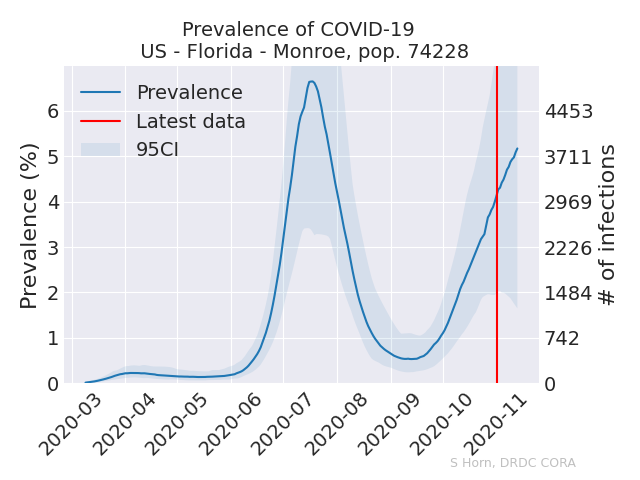 Prevalence of COVID-19
US - Florida - Monroe, pop. 74228
Prevalence
Latest data
95CI
Prevalence (%)
6
5
4
3
2
1
0
4453
3711
2969
2226
1484
742
0
# of infections
2020-03
2020-04
2020-05
2020-06
2020-07
2020-08
2020-09
2020-10
2020-11
S Horn, DRDC CORA